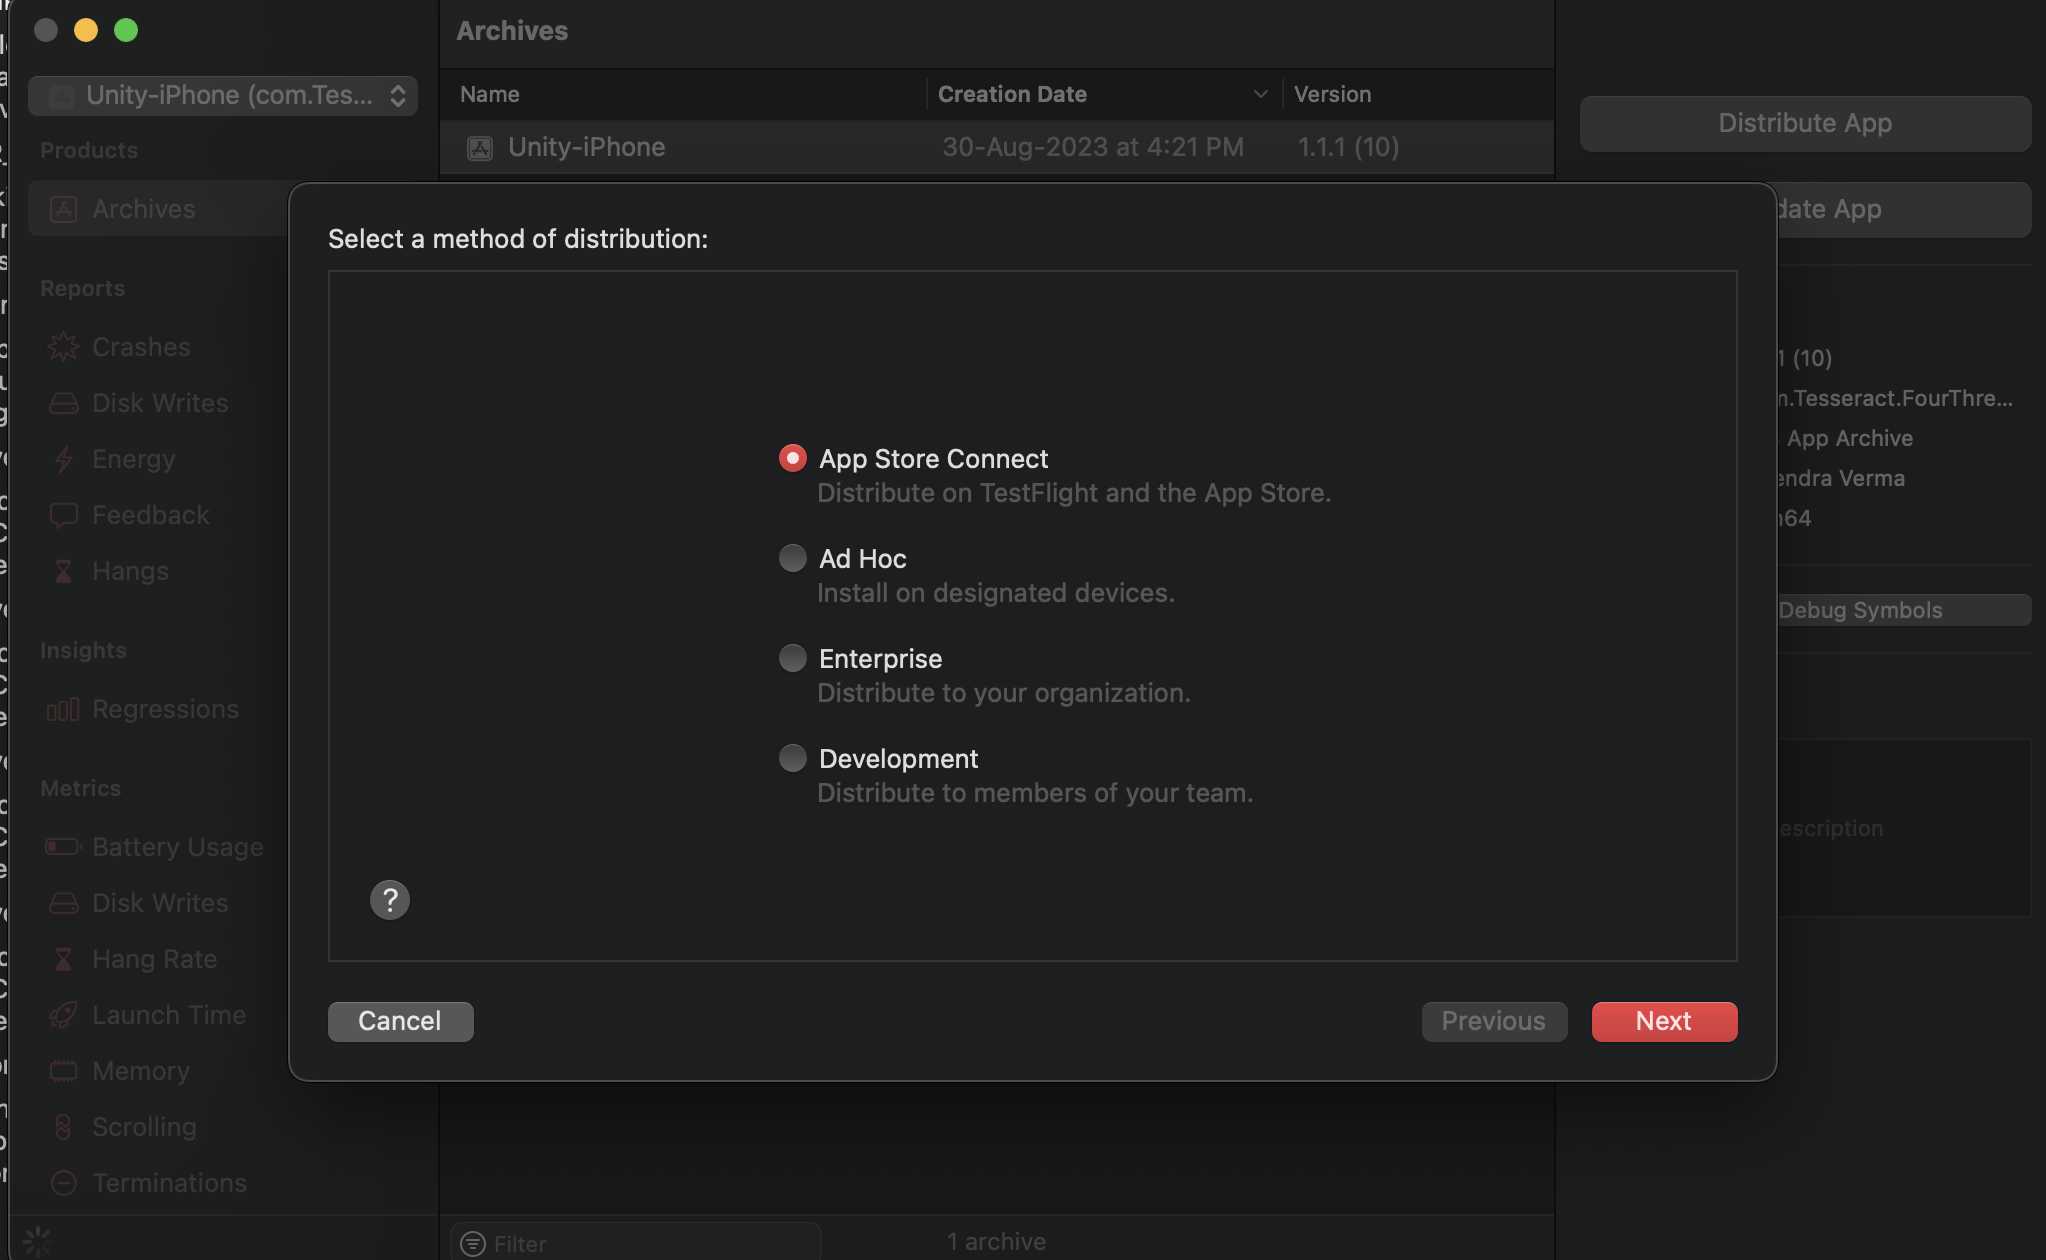 Archives
Unity-iPhone (com.Tes...
Name
Creation Date
Version
Distribute App
Unity-iPhone
30-Aug-2023 at 4:21 PM
1.1.1 (10)
Products
Archives
date App
Select a method of distribution:
Reports
Crashes
Disk Writes
Energy
Feedback
Hangs
Insights
Regressions
Metrics
Battery Usage
Disk Writes
Hang Rate
Launch Time
Memory
Scrolling
Terminations
App Store Connect
Distribute on TestFlight and the App Store.
Ad Hoc
Install on designated devices.
Enterprise
Distribute to your organization.
Development
Distribute to members of your team.
?
Cancel
Previous
Next
1 (10)
.Tesseract.FourThre...
App Archive
endra Verma
64
Debug Symbols
escription
Filter
1 archive